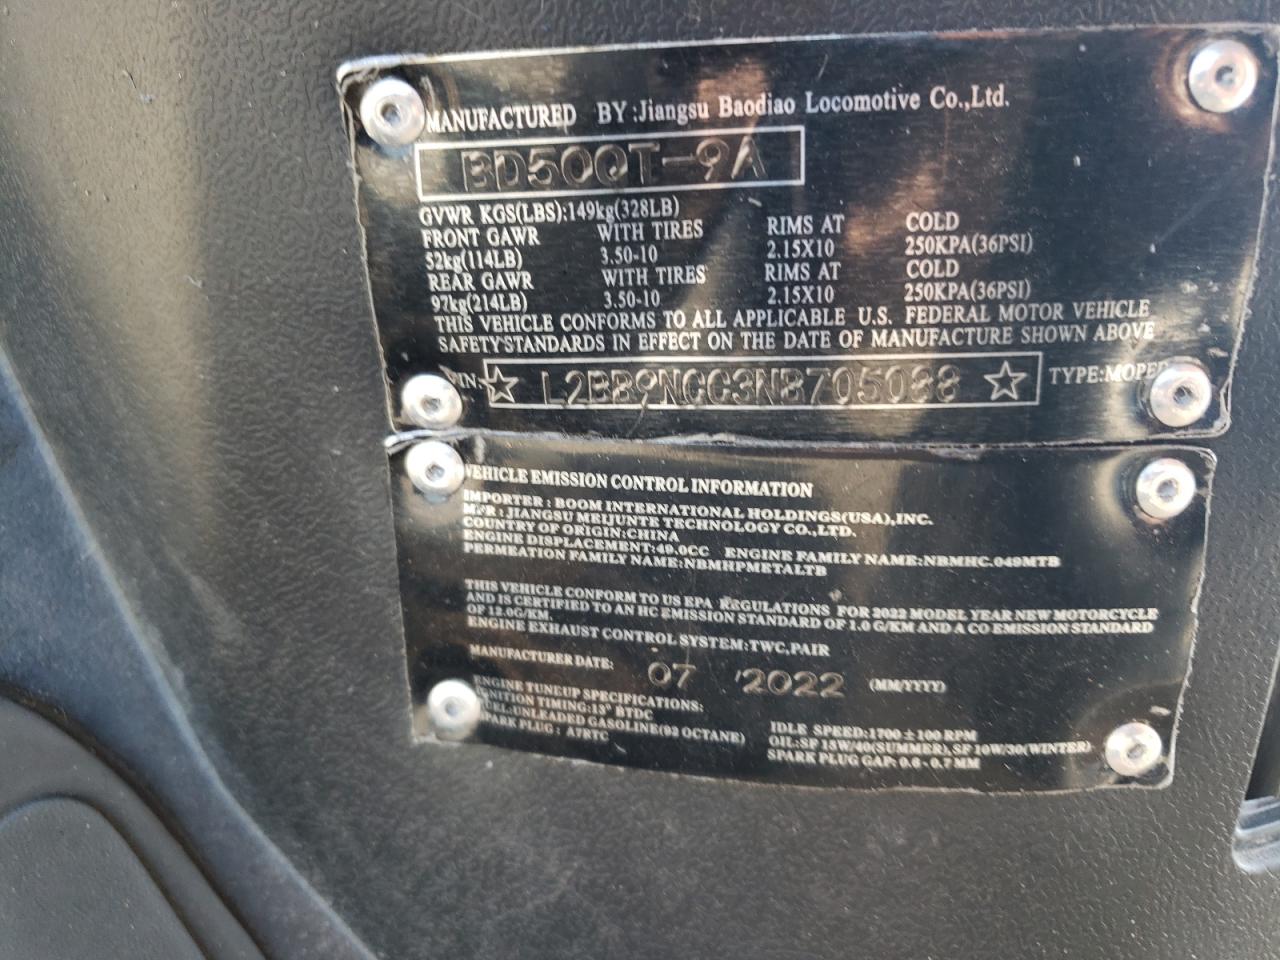 MANUFACTURED BY:Jiangsu Baodiao Locomotive Co.,Ltd.
BD50QT-9A
GVWR KGS(LBS):149kg(328LB)
FRONT GAWR WITH TIRES RIMS AT COLD
52kg(114LB) 3.50-10 2.15X10 250KPA(36PSI)
REAR GAWR WITH TIRES RIMS AT COLD
97kg(214LB) 3.50-10 2.15X10 250KPA(36PSI)
THIS VEHICLE CONFORMS TO ALL APPLICABLE U.S. FEDERAL MOTOR VEHICLE
SAFETY STANDARDS IN EFFECT ON THE DATE OF MANUFACTURE SHOWN ABOVE
VIN: ☆ L2BB9NCC3NB705088 ☆ TYPE:MOPED
VEHICLE EMISSION CONTROL INFORMATION
IMPORTER : BOOM INTERNATIONAL HOLDINGS(USA),INC.
MFR : JIANGSU MEIJUNTE TECHNOLOGY CO.,LTD.
COUNTRY OF ORIGIN:CHINA
ENGINE DISPLACEMENT:49.0CC ENGINE FAMILY NAME:NBMHC.049MTB
PERMEATION FAMILY NAME:NBMHPMETALTB
THIS VEHICLE CONFORM TO US EPA REGULATIONS FOR 2022 MODEL YEAR NEW MOTORCYCLE
AND IS CERTIFIED TO AN HC EMISSION STANDARD OF 1.0 G/KM AND A CO EMISSION STANDARD
OF 12.0G/KM.
ENGINE EXHAUST CONTROL SYSTEM:TWC,PAIR
MANUFACTURER DATE: 07 '2022 (MM/YYYY)
ENGINE TUNEUP SPECIFICATIONS:
IGNITION TIMING:13° BTDC IDLE SPEED:1700±100 RPM
FUEL:UNLEADED GASOLINE(92 OCTANE) OIL:SF 15W/40(SUMMER),SF 10W/30(WINTER)
SPARK PLUG : A7RTC SPARK PLUG GAP: 0.6 - 0.7 MM